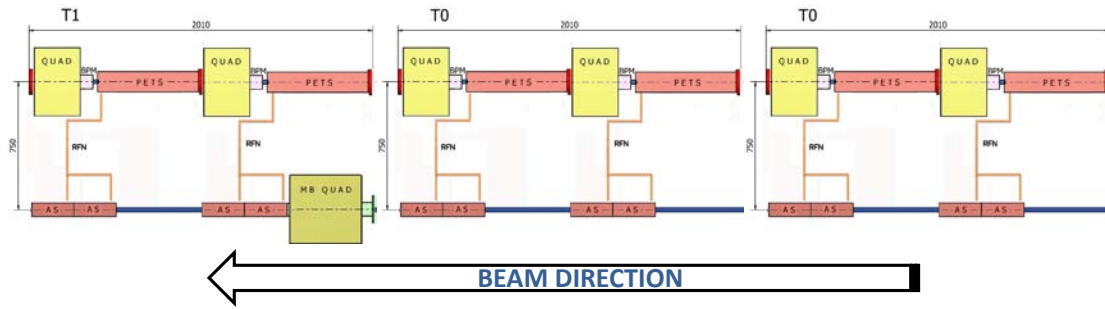 T1 T0 T0
2010 2010 2010
QUAD BPM PETS QUAD BPM PETS QUAD BPM PETS QUAD BPM PETS QUAD BPM PETS QUAD BPM PETS
750 RFN RFN 750 RFN RFN 750 RFN RFN
MB QUAD
AS AS AS AS AS AS AS AS AS AS AS AS
BEAM DIRECTION